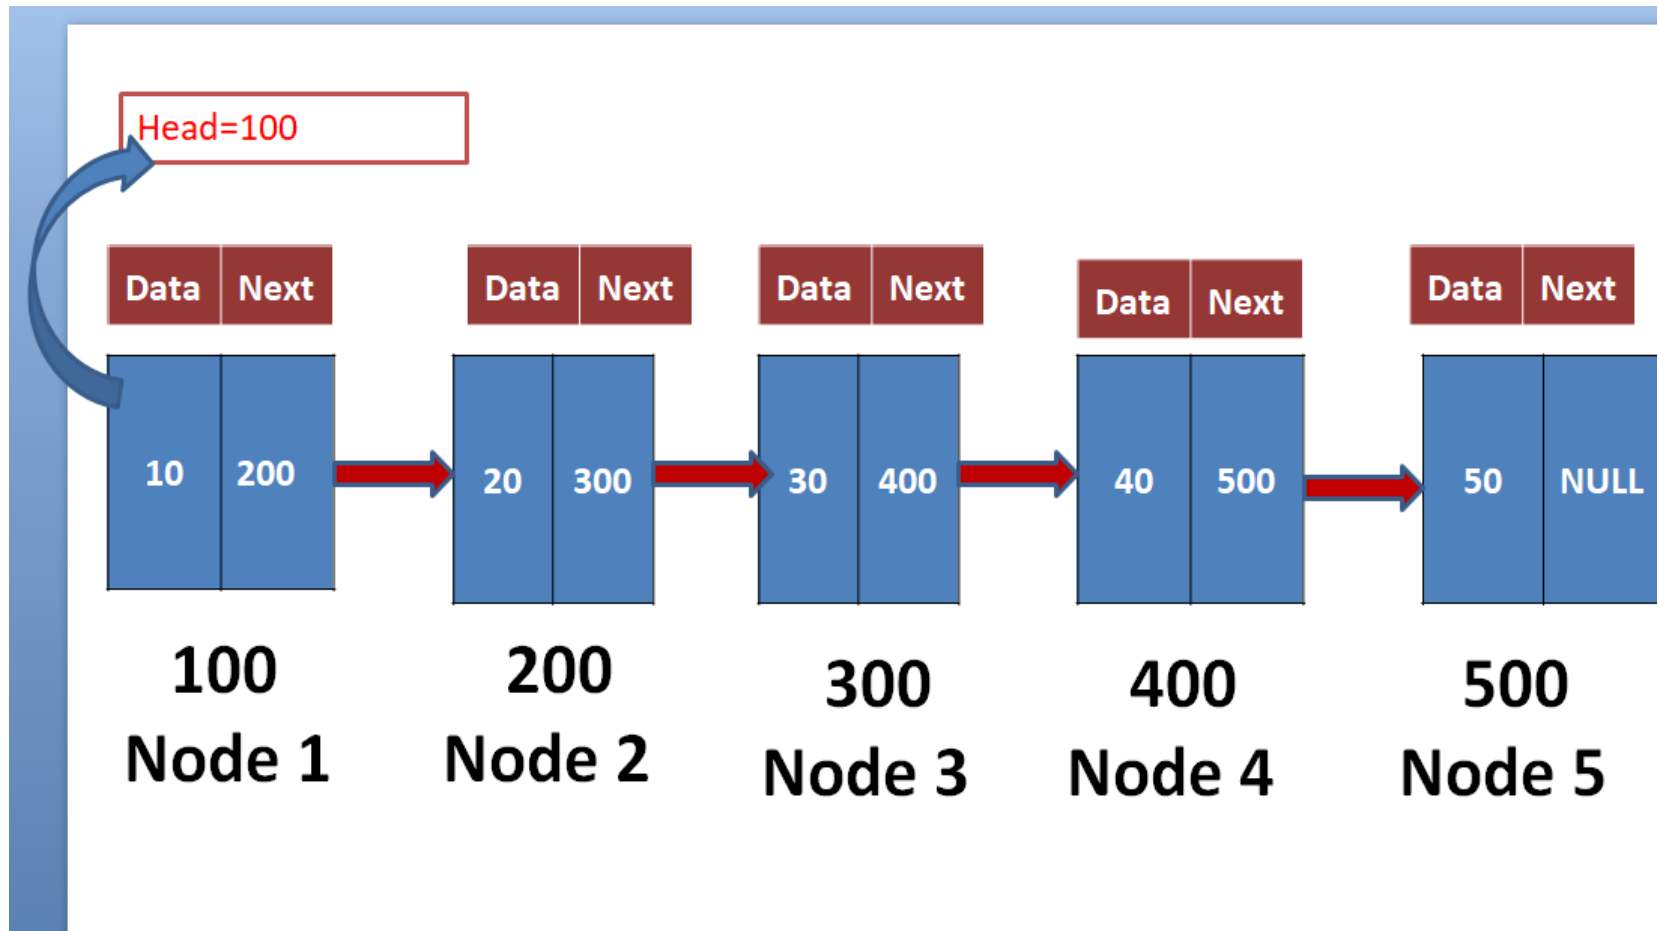 Head=100
Data Next
Data Next
Data Next
Data Next
Data Next
10 200
20 300
30 400
40 500
50 NULL
100
Node 1
200
Node 2
300
Node 3
400
Node 4
500
Node 5